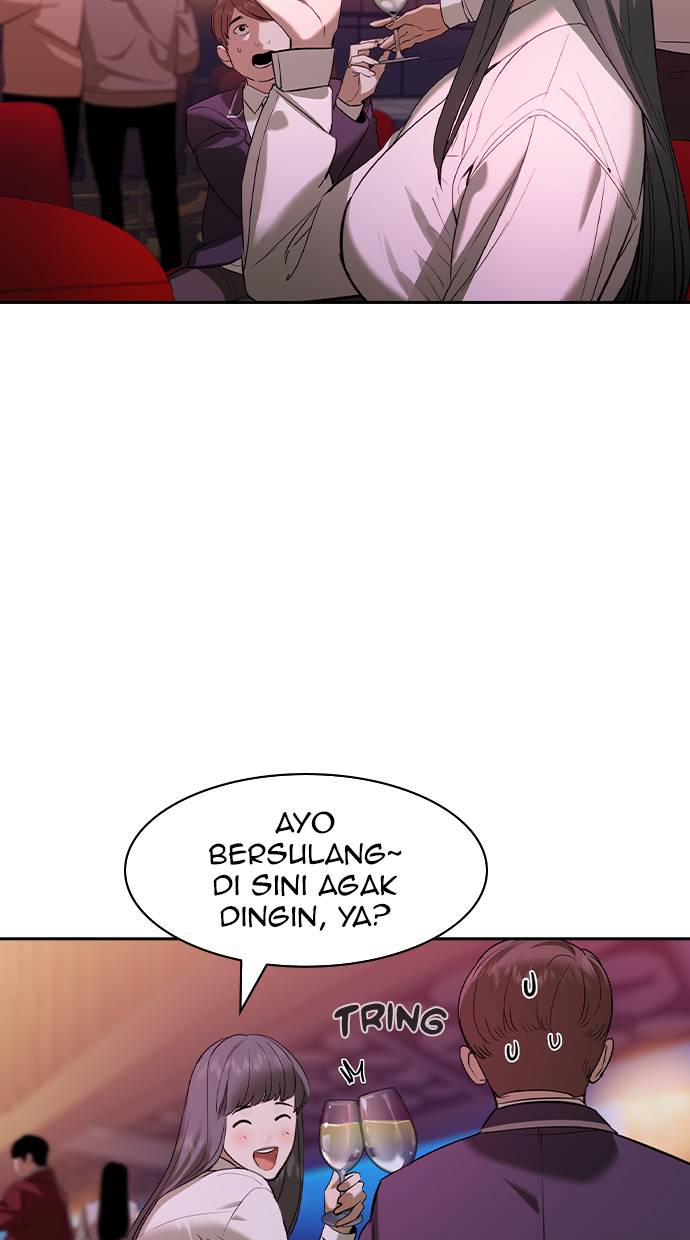 AYO
BERSULANG~
DI SINI AGAK
DINGIN, YA?
TRING